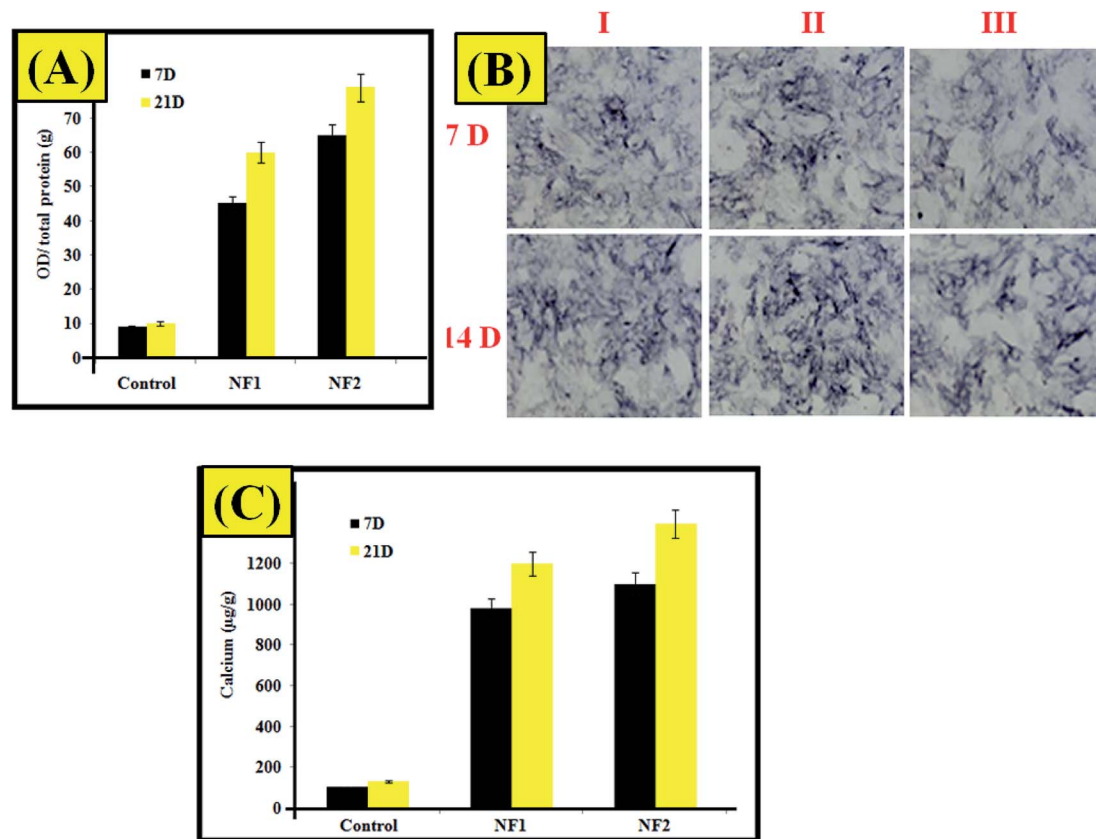 (A)
7D
21D
OD/ total protein (g)
70
60
50
40
30
20
10
0
Control NF1 NF2
(B)
I II III
7 D
14 D
(C)
7D
21D
Calcium (µg/g)
1200
1000
800
600
400
200
0
Control NF1 NF2